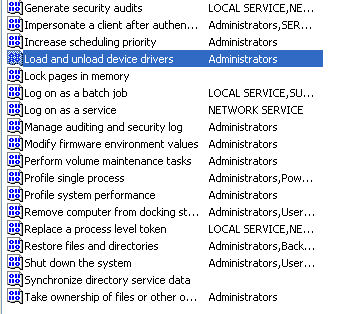 Generate security audits LOCAL SERVICE,NE...
Impersonate a client after authen... Administrators,SER...
Increase scheduling priority Administrators
Load and unload device drivers Administrators
Lock pages in memory
Log on as a batch job LOCAL SERVICE,SU...
Log on as a service NETWORK SERVICE
Manage auditing and security log Administrators
Modify firmware environment values Administrators
Perform volume maintenance tasks Administrators
Profile single process Administrators,Pow...
Profile system performance Administrators
Remove computer from docking st... Administrators,User...
Replace a process level token LOCAL SERVICE,NE...
Restore files and directories Administrators,Back...
Shut down the system Administrators,User...
Synchronize directory service data
Take ownership of files or other o... Administrators